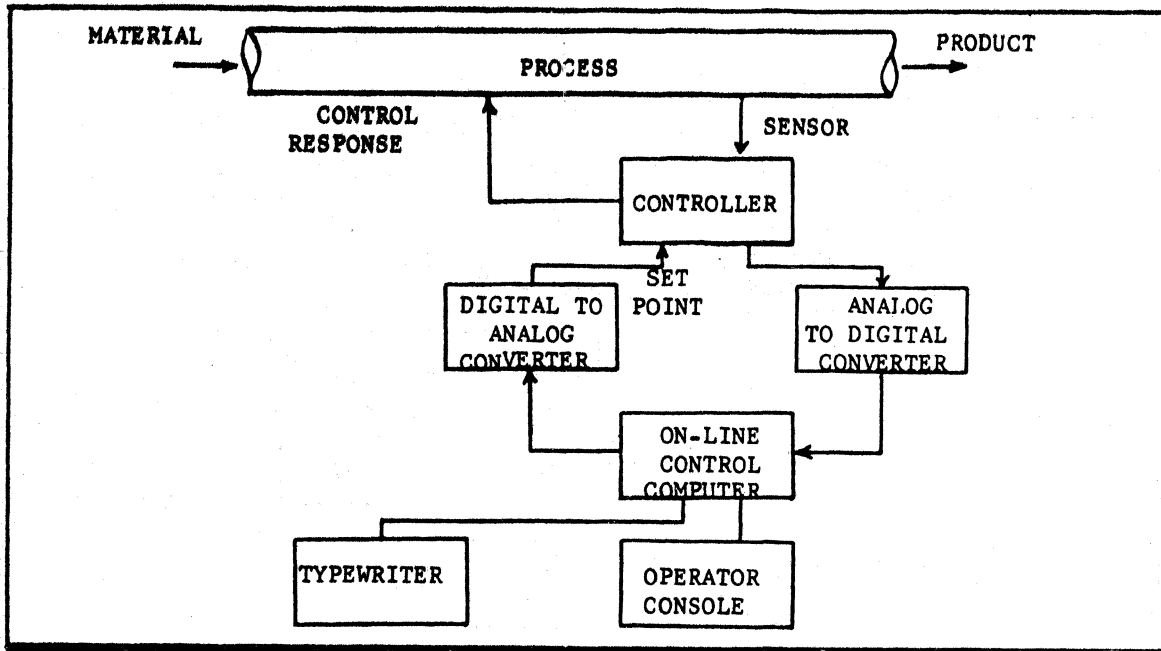 MATERIAL
PROCESS
PRODUCT
CONTROL
RESPONSE
SENSOR
CONTROLLER
SET
POINT
DIGITAL TO
ANALOG
CONVERTER
ANALOG
TO DIGITAL
CONVERTER
ON-LINE
CONTROL
COMPUTER
TYPEWRITER
OPERATOR
CONSOLE